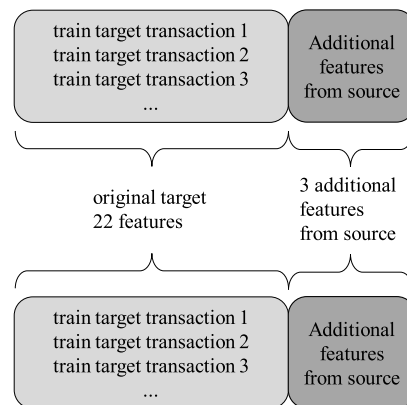 train target transaction 1
train target transaction 2
train target transaction 3
...
Additional
features
from source
original target
22 features
3 additional
features
from source
train target transaction 1
train target transaction 2
train target transaction 3
...
Additional
features
from source